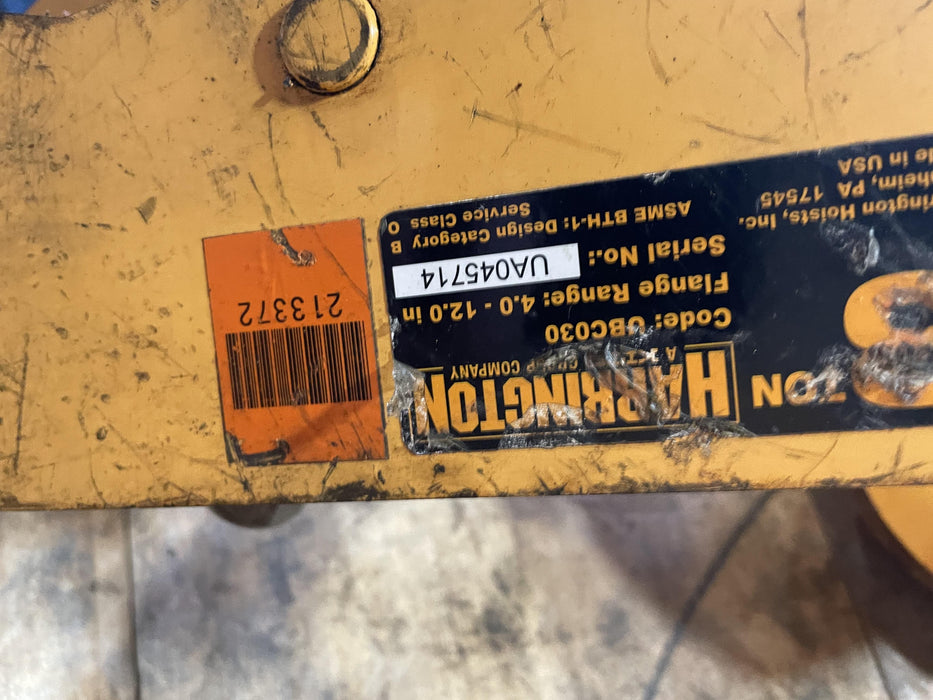 3 TON
HARRINGTON
A KITO GROUP COMPANY
Code: UBC030
Flange Range: 4.0 - 12.0 in
Serial No.: UA045714
ASME BTH-1: Design Category B
Service Class 0
Hoists, Inc.
PA 17545
in USA
213372